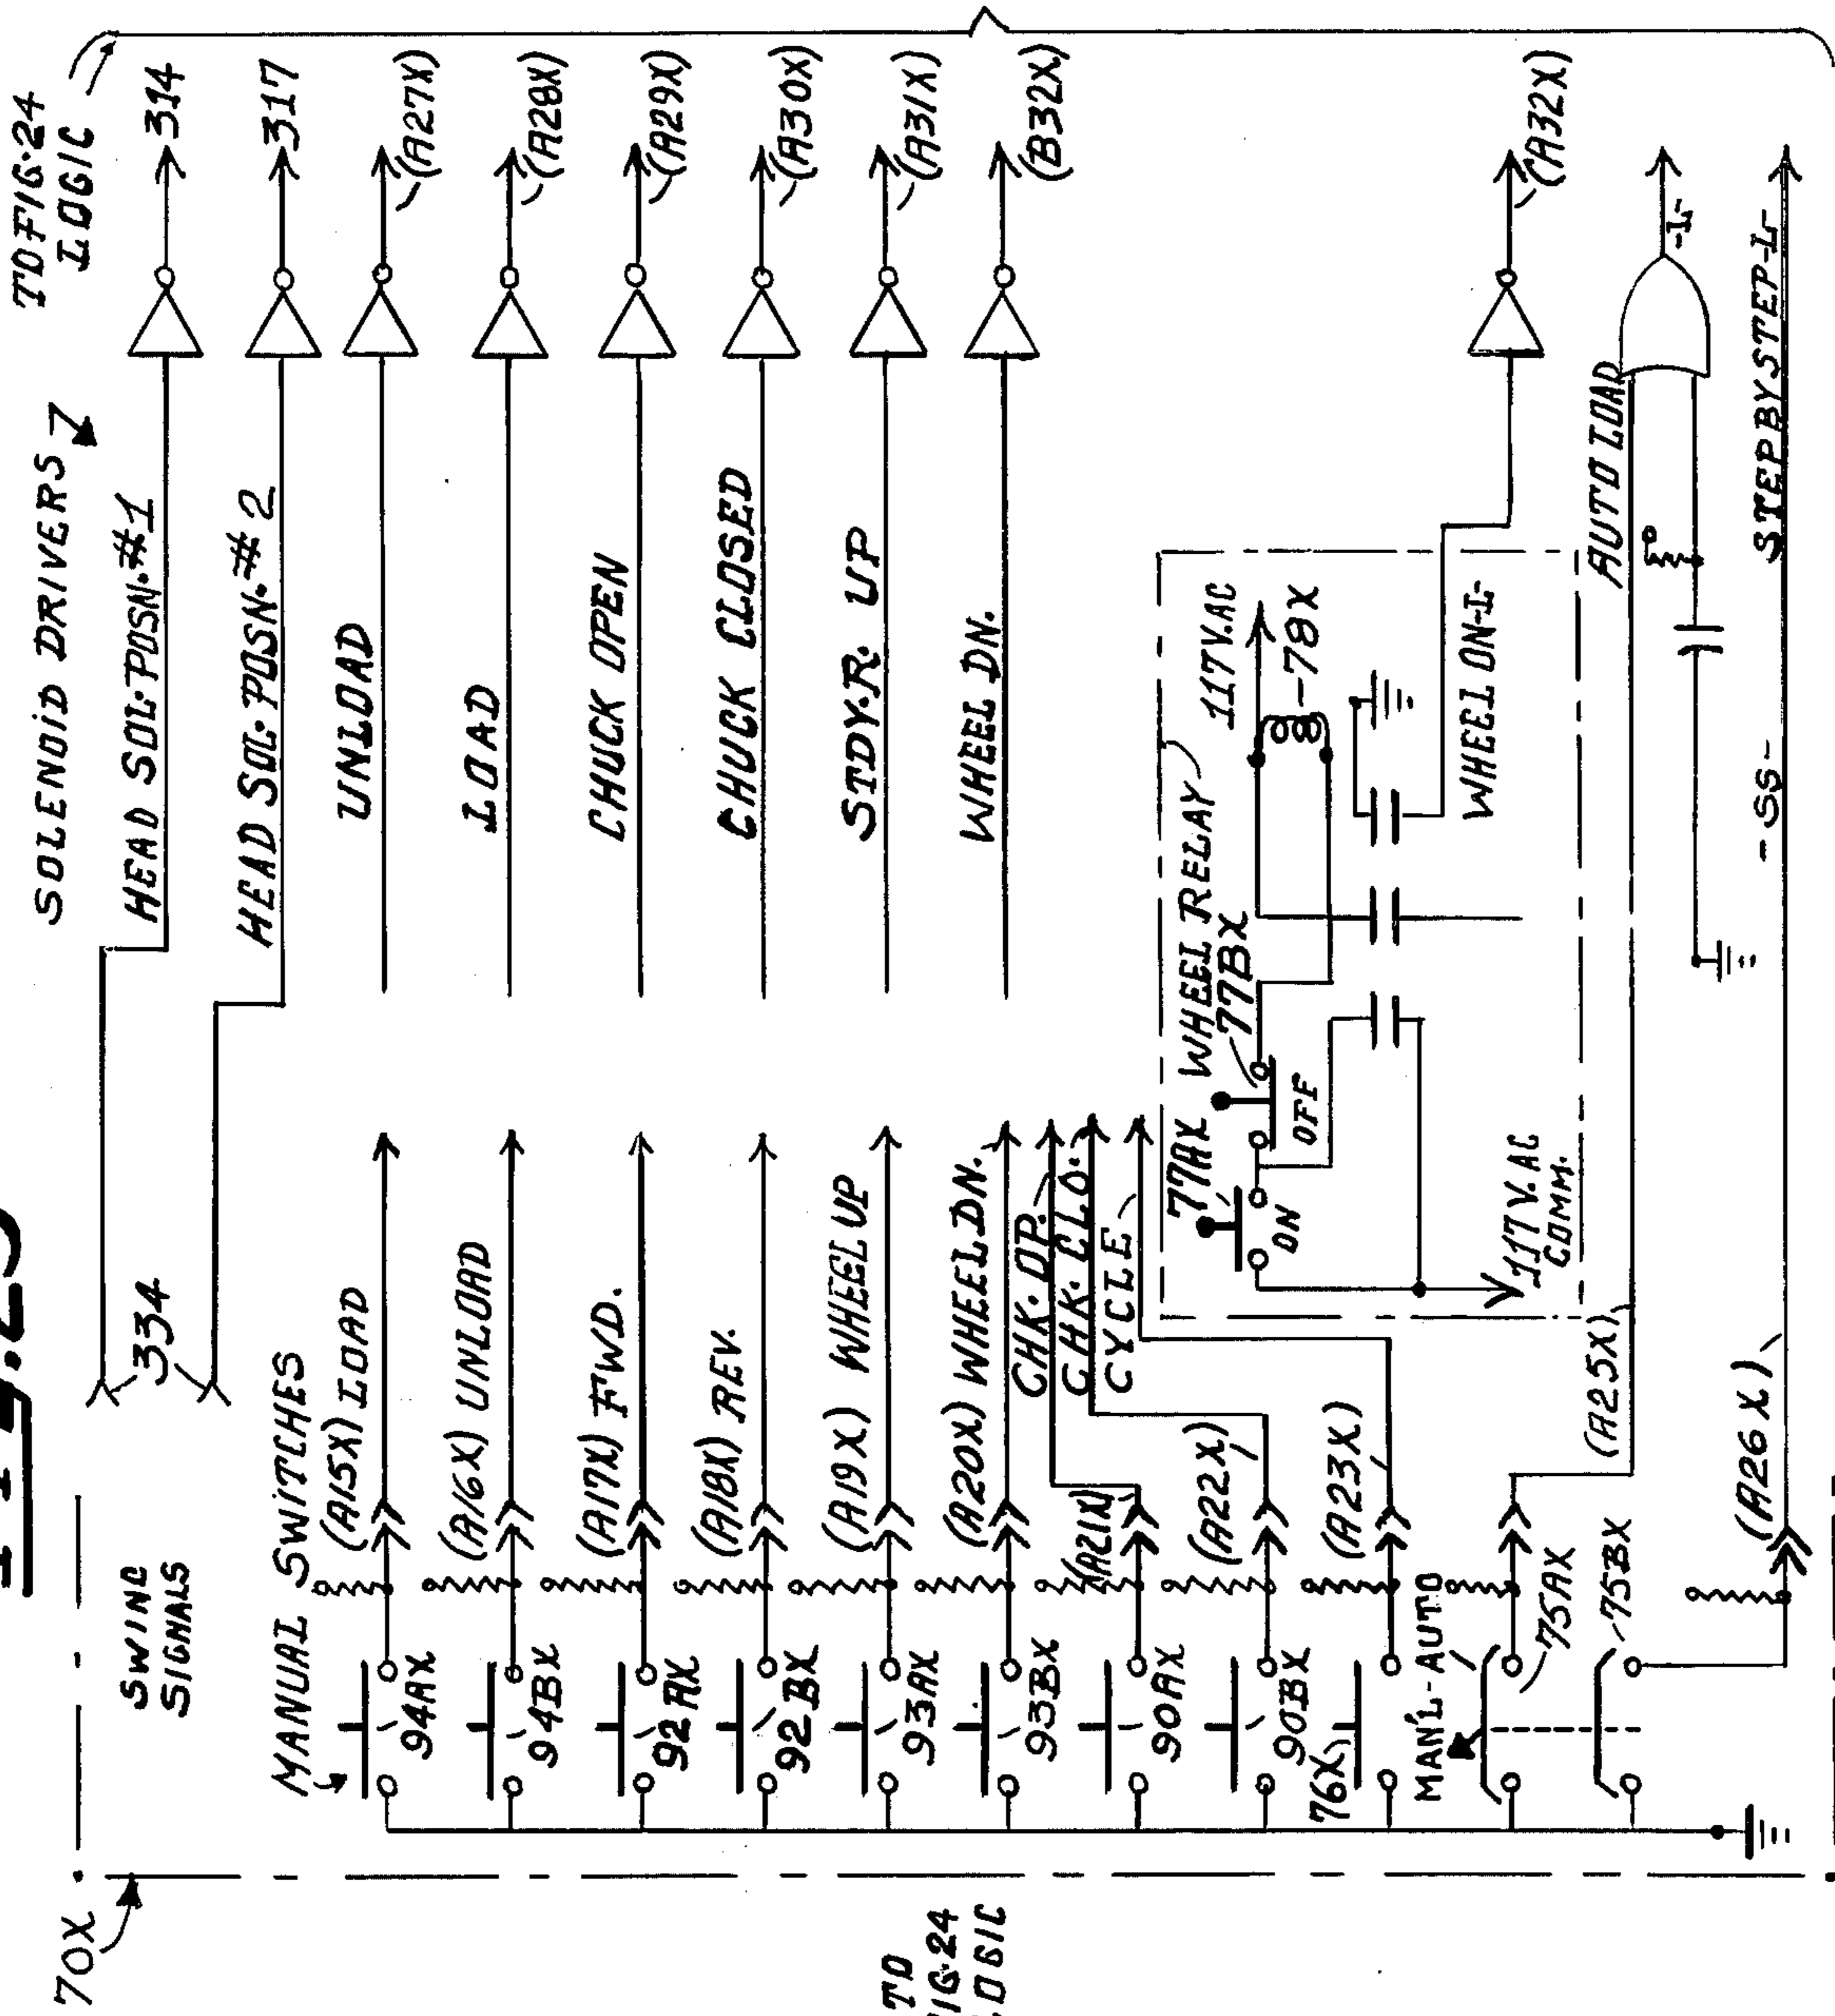 70X
SWING
SIGNALS
334
TO FIG. 24
LOGIC
SOLENOID DRIVERS
HEAD SOL. POSN. #1
314
HEAD SOL. POSN. # 2
317
UNLOAD
(A27X)
LOAD
(A28X)
CHUCK OPEN
(A29X)
CHUCK CLOSED
(A30X)
STDY. R. UP
(A31X)
WHEEL DN.
(B32X)
MANUAL SWITCHES
(A15X) LOAD
94AX
(A16X) UNLOAD
94BX
(A17X) FWD.
92AX
(A18X) REV.
92BX
(A19X) WHEEL UP
93AX
(A20X) WHEEL DN.
93BX
CHK. OP.
(A21X)
90AX
CHK. CLO.
(A22X)
90BX
CYCLE
(A23X)
76X
MAN'L-AUTO
75AX
(A25X)
75BX
(A26X)
77AX
WHEEL RELAY
77BX
117V. AC
78X
ON
OFF
117V. AC
COMM.
WHEEL ON-L
(A32X)
AUTO LOAD
-L-
-SS-
STEP BY STEP-L
TO
LOGIC